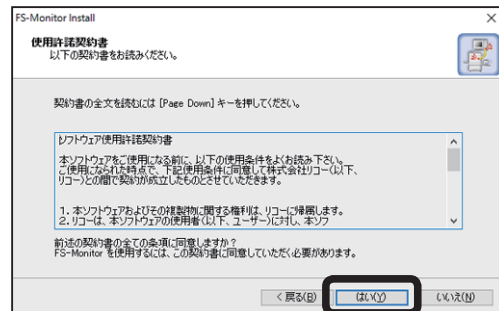 FS-Monitor Install
使用許諾契約書
以下の契約書をお読みください。
契約書の全文を読むには [Page Down] キーを押してください。
ソフトウェア使用許諾契約書
本ソフトウェアをご使用になる前に、以下の使用条件をよくお読み下さい。
ご使用になられた時点で、下記使用条件に同意して株式会社リコー(以下、
リコー)との間で契約が成立したものとさせていただきます。
1. 本ソフトウェアおよびその複製物に関する権利は、リコーに帰属します。
2. リコーは、本ソフトウェアの使用者(以下、ユーザー)に対し、本ソフ
前述の契約書の全ての条項に同意しますか?
FS-Monitor を使用するには、この契約書に同意していただく必要があります。
< 戻る(B)
はい(Y)
いいえ(N)